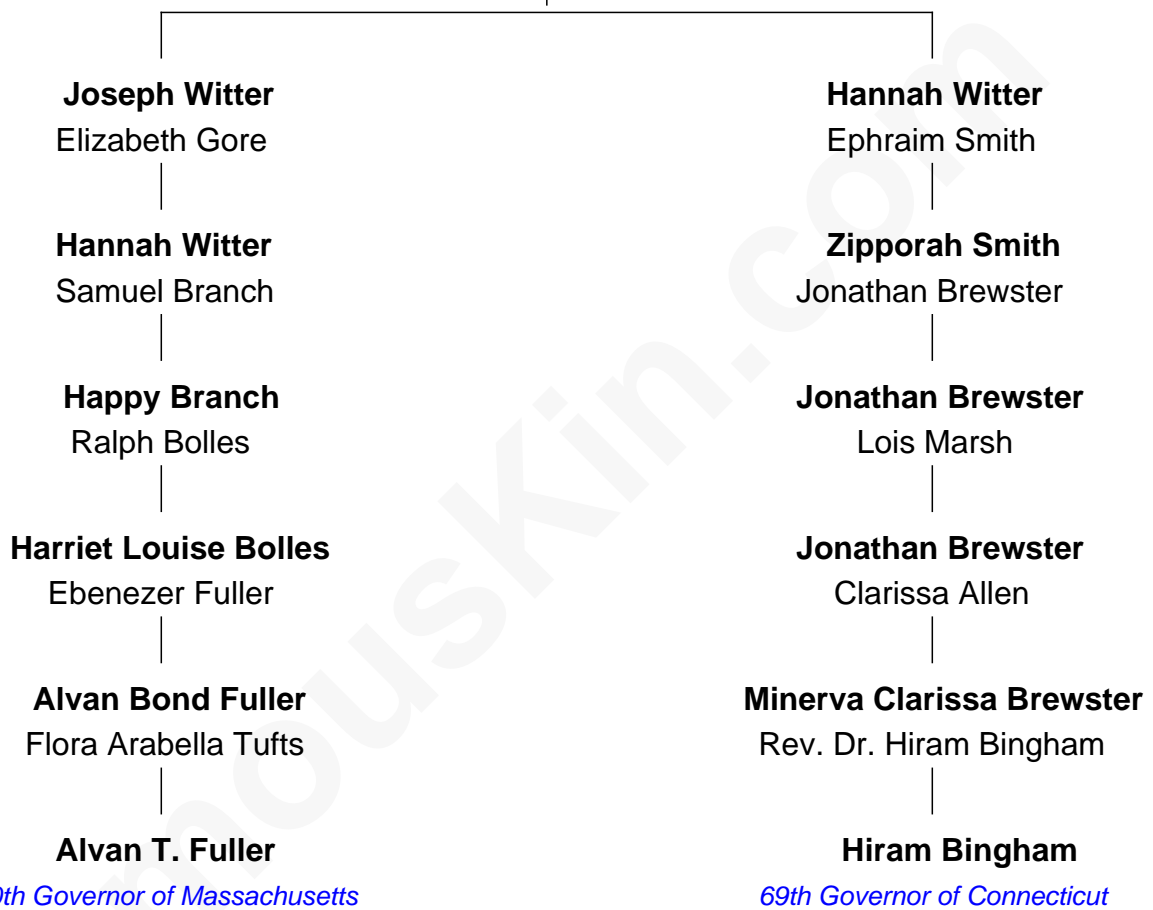 Joseph Witter
Elizabeth Gore
Hannah Witter
Samuel Branch
Happy Branch
Ralph Bolles
Harriet Louise Bolles
Ebenezer Fuller
Alvan Bond Fuller
Flora Arabella Tufts
Alvan T. Fuller
0th Governor of Massachusetts
Hannah Witter
Ephraim Smith
Zipporah Smith
Jonathan Brewster
Jonathan Brewster
Lois Marsh
Jonathan Brewster
Clarissa Allen
Minerva Clarissa Brewster
Rev. Dr. Hiram Bingham
Hiram Bingham
69th Governor of Connecticut
mouskin.com